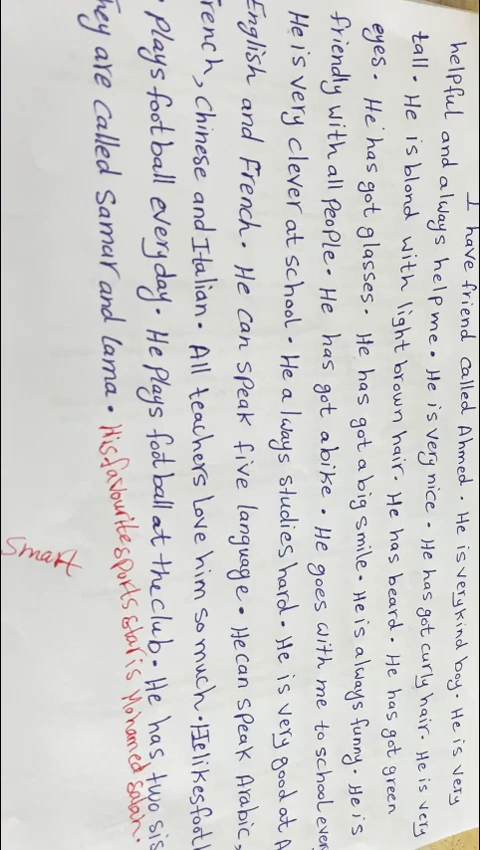 I have friend called Ahmed. He is very kind boy. He is very
helpful and always help me. He is very nice. He has got curly hair. He is very
tall. He is blond with light brown hair. He has beard. He has got green
eyes. He has got glasses. He has got a big smile. He is always funny. He is
friendly with all people. He has got a bike. He goes with me to school ever
He is very clever at school. He always studies hard. He is very good at A
English and French. He can speak five language. He can speak Arabic,
rench, chinese and Italian. All teachers love him so much. He likes footb
. Plays football everyday. He plays football at the club. He has two sis
hey are called Samar and Lama. His favourite sports star is Mohamed salah.
Smart